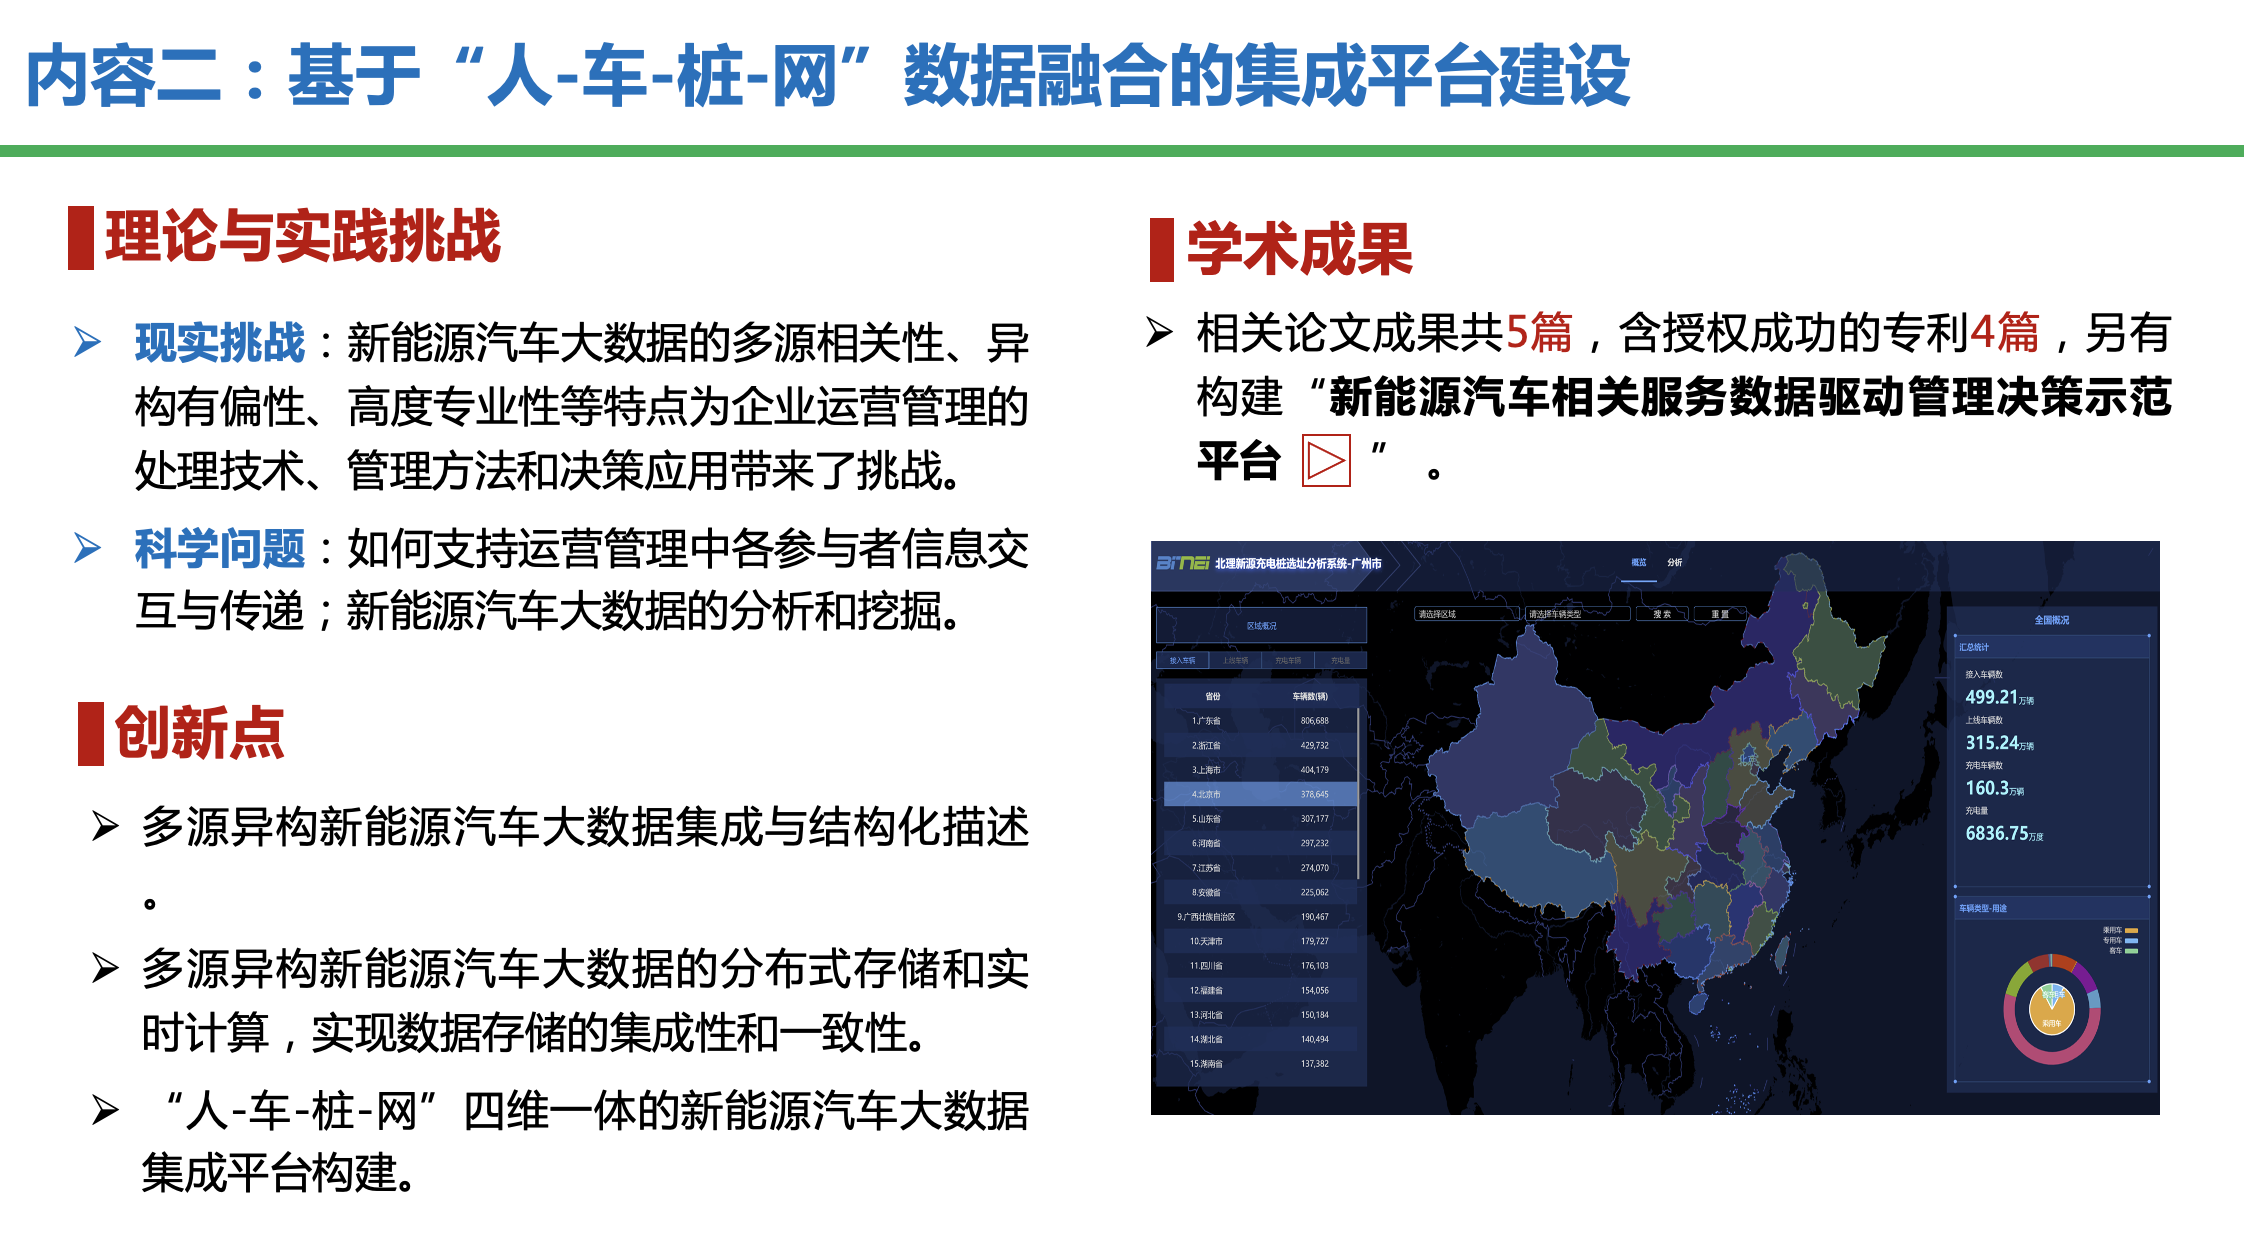 内容二：基于“人-车-桩-网”数据融合的集成平台建设
理论与实践挑战
现实挑战：新能源汽车大数据的多源相关性、异
构有偏性、高度专业性等特点为企业运营管理的
处理技术、管理方法和决策应用带来了挑战。
科学问题：如何支持运营管理中各参与者信息交
互与传递；新能源汽车大数据的分析和挖掘。
创新点
多源异构新能源汽车大数据集成与结构化描述
。
多源异构新能源汽车大数据的分布式存储和实
时计算，实现数据存储的集成性和一致性。
“人-车-桩-网”四维一体的新能源汽车大数据
集成平台构建。
学术成果
相关论文成果共5篇，含授权成功的专利4篇，另有
构建“新能源汽车相关服务数据驱动管理决策示范
平台 ”。
BITNEI 北理新源充电桩选址分析系统-广州市
概览 分析
请选择区域 请选择车辆类型 搜索 重置
区域概况
接入车辆 上线车辆 充电车辆 充电量
省份 车辆数(辆)
1.广东省 806,688
2.浙江省 429,732
3.上海市 404,179
4.北京市 378,645
5.山东省 307,177
6.河南省 297,232
7.江苏省 274,070
8.安徽省 225,062
9.广西壮族自治区 190,467
10.天津市 179,727
11.四川省 176,103
12.福建省 154,056
13.河北省 150,184
14.湖北省 140,494
15.湖南省 137,382
北京
全国概况
汇总统计
接入车辆数
499.21万辆
上线车辆数
315.24万辆
充电车辆数
160.3万辆
充电量
6836.75万度
车辆类型-用途
乘用车
专用车
客车
乘用车